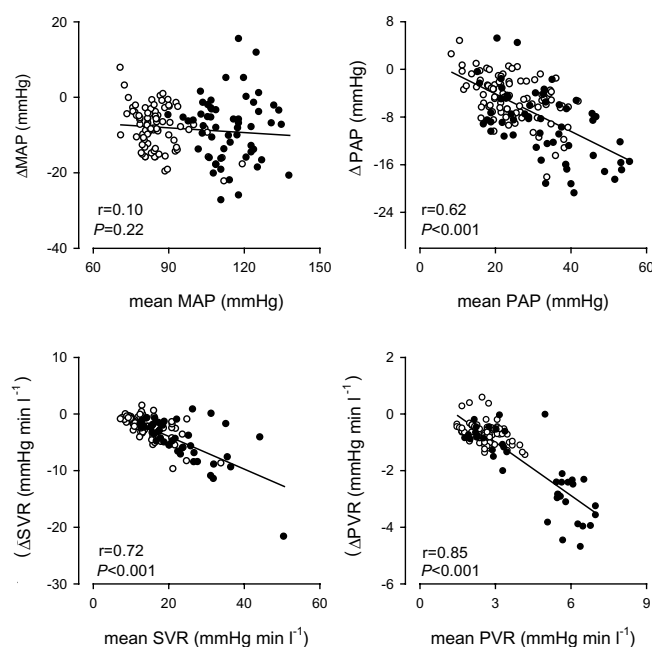 20
0
-20
-40
ΔMAP (mmHg)
r=0.10
P=0.22
60 90 120 150
mean MAP (mmHg)
8
0
-8
-16
-24
Δ PAP (mmHg)
r=0.62
P<0.001
0 20 40 60
mean PAP (mmHg)
10
0
-10
-20
-30
(ΔSVR (mmHg min l⁻¹)
r=0.72
P<0.001
0 20 40 60
mean SVR (mmHg min l⁻¹)
0
-2
-4
-6
(ΔPVR (mmHg min l⁻¹)
r=0.85
P<0.001
0 3 6 9
mean PVR (mmHg min l⁻¹)